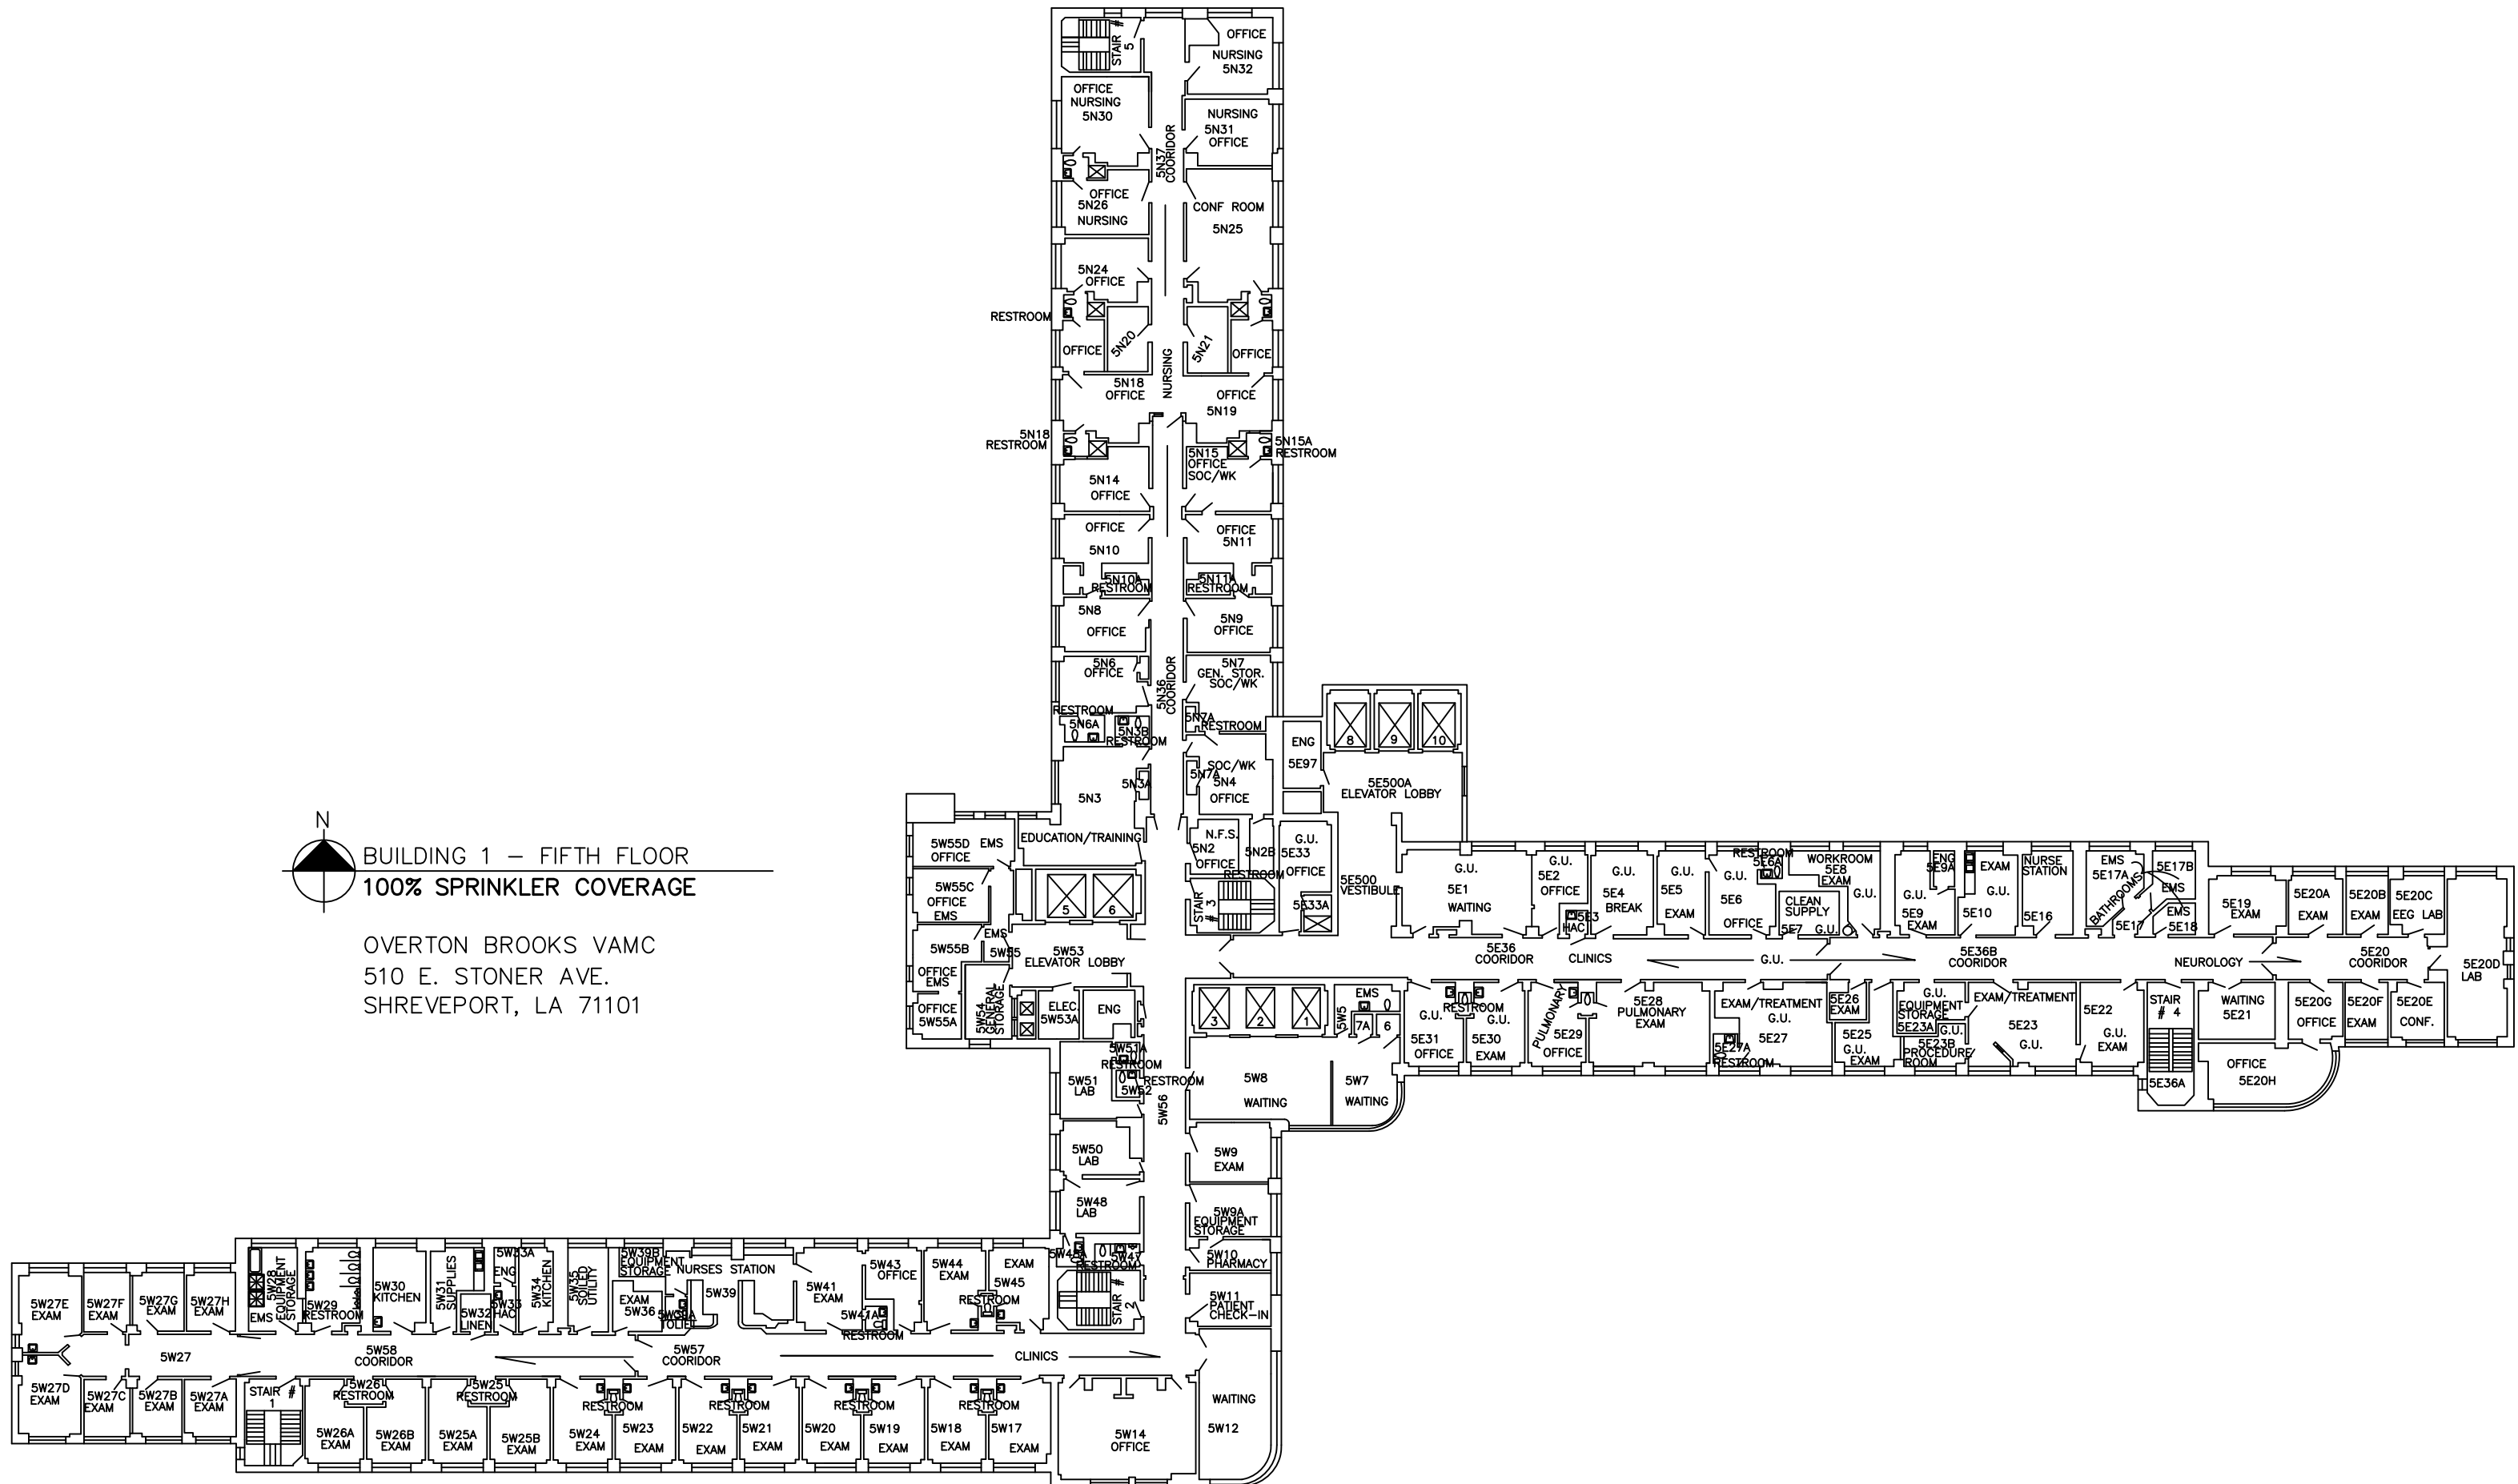 STAIR #
5
OFFICE
NURSING
5N32
OFFICE
NURSING
5N30
NURSING
5N31
OFFICE
5N37
COORIDOR
OFFICE
5N26
NURSING
CONF ROOM
5N25
5N24
OFFICE
RESTROOM
OFFICE
5N20
5N21
OFFICE
NURSING
5N18
OFFICE
OFFICE
5N19
5N18
RESTROOM
5N15A
RESTROOM
5N15
OFFICE
SOC/WK
5N14
OFFICE
OFFICE
5N10
OFFICE
5N11
5N10A
RESTROOM
5N11A
RESTROOM
5N8
OFFICE
5N9
OFFICE
5N6
OFFICE
5N36
COORIDOR
5N7
GEN. STOR.
SOC/WK
RESTROOM
5N6A
5N3B
RESTROOM
5N7A
RESTROOM
SOC/WK
5N7A
5N4
OFFICE
5N3A
5N3
EDUCATION/TRAINING
ENG
5E97
8
9
10
5E500A
ELEVATOR LOBBY
N
BUILDING 1 – FIFTH FLOOR
100% SPRINKLER COVERAGE
OVERTON BROOKS VAMC
510 E. STONER AVE.
SHREVEPORT, LA 71101
5W55D
OFFICE
EMS
5W55C
OFFICE
EMS
5
6
N.F.S.
5N2
OFFICE
5N2B
RESTROOM
G.U.
5E33
OFFICE
STAIR
# 3
5E33A
5E500
VESTIBULE
EMS
5W55
5W55B
OFFICE
EMS
OFFICE
5W55A
5W54
GENERAL
STORAGE
5W53
ELEVATOR LOBBY
ELEC.
5W53A
ENG
G.U.
5E1
WAITING
G.U.
5E2
OFFICE
5E3
HAC
G.U.
5E4
BREAK
G.U.
5E5
EXAM
RESTROOM
5E6A
G.U.
5E6
OFFICE
WORKROOM
5E8
EXAM
G.U.
CLEAN
SUPPLY
5E7
G.U.
ENG
5E9A
G.U.
5E9
EXAM
EXAM
G.U.
5E10
NURSE
STATION
5E16
EMS
5E17A
BATHROOMS
5E17
5E17B
EMS
EMS
5E18
5E19
EXAM
5E20A
EXAM
5E20B
EXAM
5E20C
EEG LAB
5E20D
LAB
5E36
COORIDOR
CLINICS
G.U.
5E36B
COORIDOR
NEUROLOGY
5E20
COORIDOR
3
2
1
5W5
EMS
7A
6
G.U.
5E31
OFFICE
RESTROOM
G.U.
5E30
EXAM
PULMONARY
5E29
OFFICE
5E28
PULMONARY
EXAM
EXAM/TREATMENT
G.U.
5E27
5E27A
RESTROOM
5E26
EXAM
5E25
G.U.
EXAM
G.U.
EQUIPMENT
STORAGE
5E23A
G.U.
5E23B
PROCEDURE
ROOM
EXAM/TREATMENT
5E23
G.U.
5E22
G.U.
EXAM
STAIR
# 4
5E36A
WAITING
5E21
5E20G
OFFICE
5E20F
EXAM
5E20E
CONF.
OFFICE
5E20H
5W51A
RESTROOM
5W51
LAB
RESTROOM
5W52
5W56
5W8
WAITING
5W7
WAITING
5W50
LAB
5W9
EXAM
5W48
LAB
5W9A
EQUIPMENT
STORAGE
5W48A
5W47
RESTROOM
5W10
PHARMACY
STAIR #
2
5W11
PATIENT
CHECK–IN
5W27E
EXAM
5W27F
EXAM
5W27G
EXAM
5W27H
EXAM
5W28
EQUIPMENT
STORAGE
EMS
5W29
RESTROOM
5W30
KITCHEN
5W31
SUPPLIES
5W32
LINEN
5W33A
ENG
5W33
HAC
5W34
KITCHEN
5W35
SOILED
UTILITY
5W39B
EQUIPMENT
STORAGE
EXAM
5W36
NURSES STATION
5W39
5W39A
TOLIET
5W41
EXAM
5W43
OFFICE
5W41A
RESTROOM
5W44
EXAM
EXAM
5W45
RESTROOM
5W27
5W58
COORIDOR
5W57
COORIDOR
CLINICS
5W27D
EXAM
5W27C
EXAM
5W27B
EXAM
5W27A
EXAM
STAIR #
1
5W26
RESTROOM
5W26A
EXAM
5W26B
EXAM
5W25
RESTROOM
5W25A
EXAM
5W25B
EXAM
5W24
EXAM
RESTROOM
5W23
EXAM
5W22
EXAM
RESTROOM
5W21
EXAM
5W20
EXAM
RESTROOM
5W19
EXAM
5W18
EXAM
RESTROOM
5W17
EXAM
5W14
OFFICE
WAITING
5W12